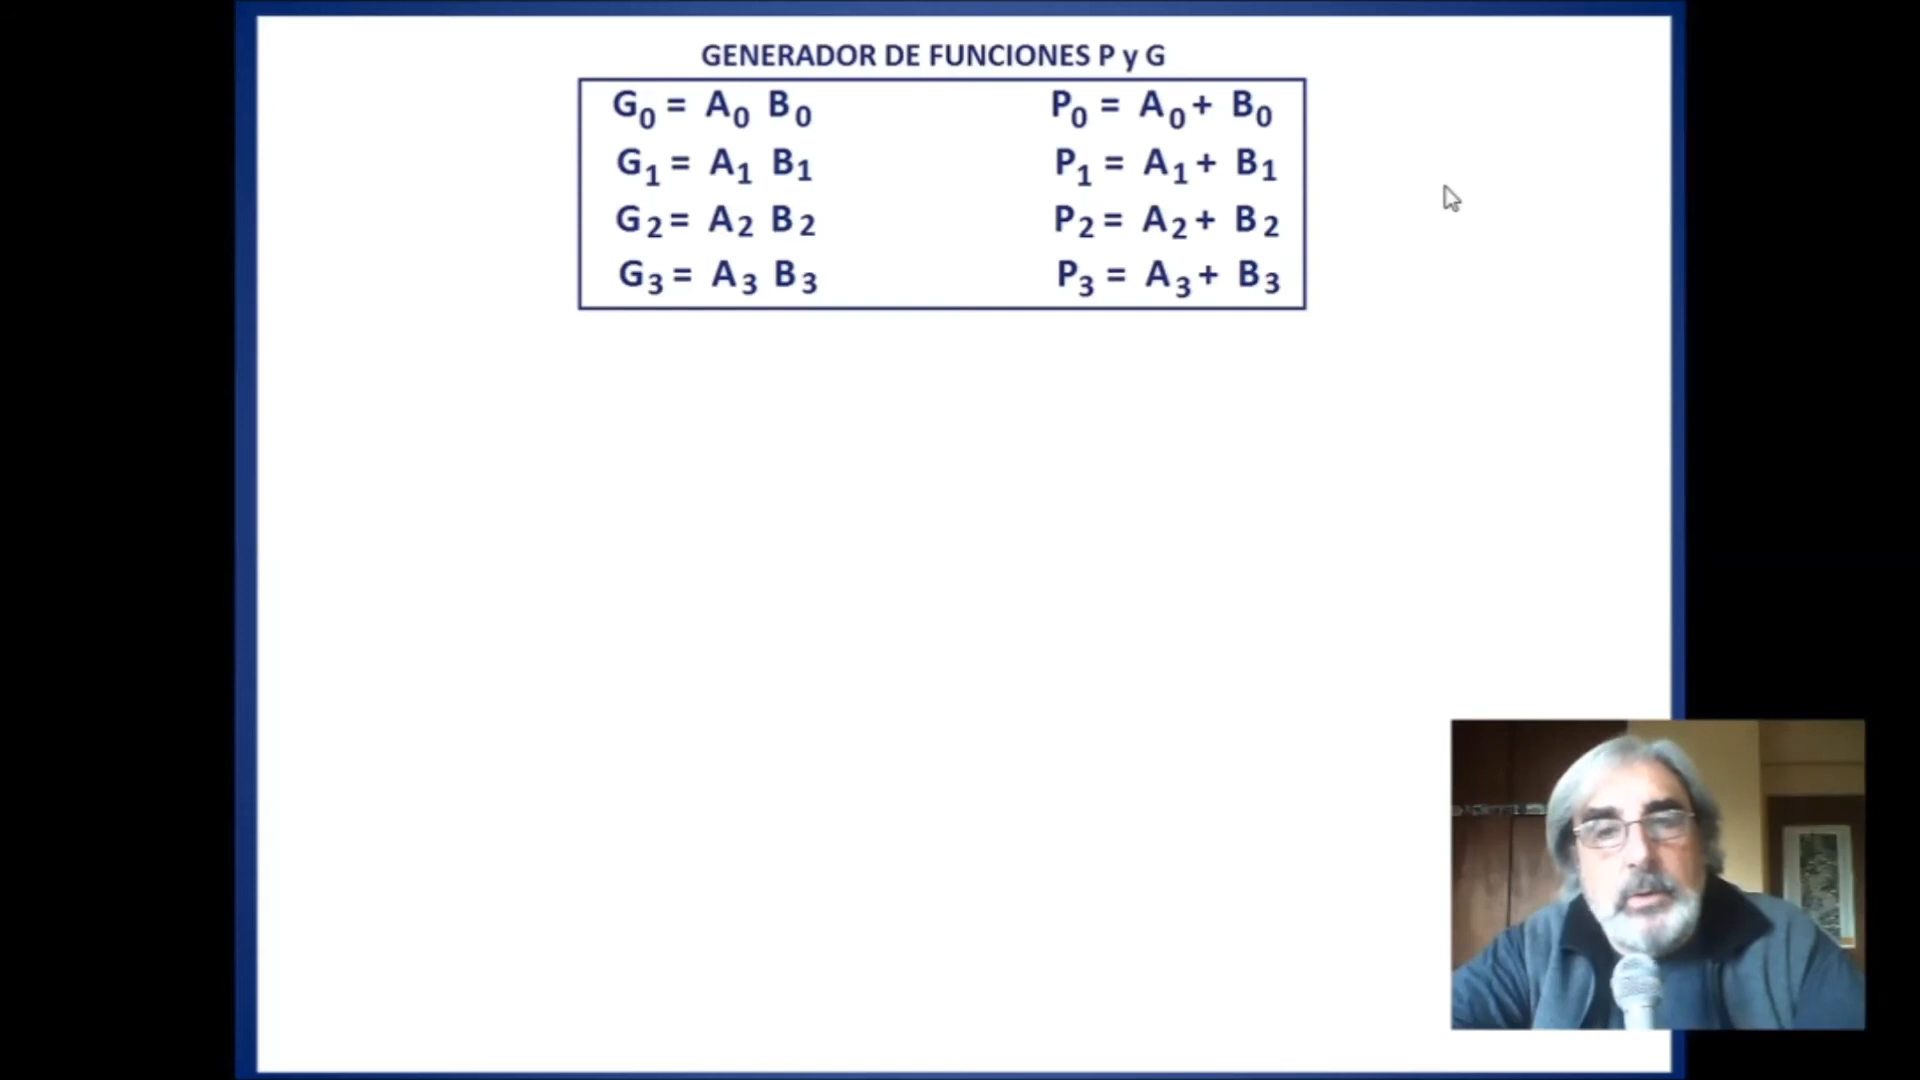 GENERADOR DE FUNCIONES P y G
G₀ = A₀ B₀ P₀ = A₀ + B₀
G₁ = A₁ B₁ P₁ = A₁ + B₁
G₂ = A₂ B₂ P₂ = A₂ + B₂
G₃ = A₃ B₃ P₃ = A₃ + B₃